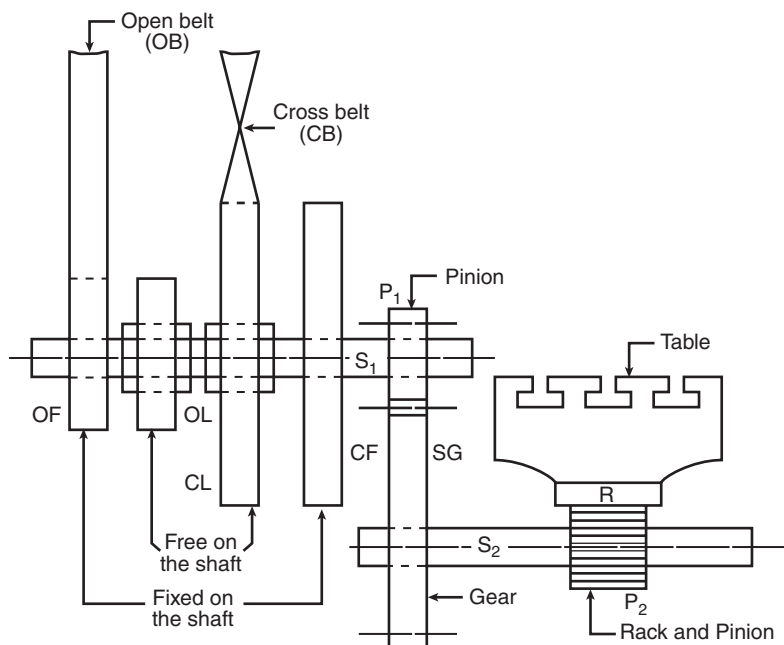 Open belt
(OB)
Cross belt
(CB)
P1
Pinion
S1
Table
OF
OL
CF
SG
CL
R
Free on
the shaft
S2
Fixed on
the shaft
Gear
P2
Rack and Pinion